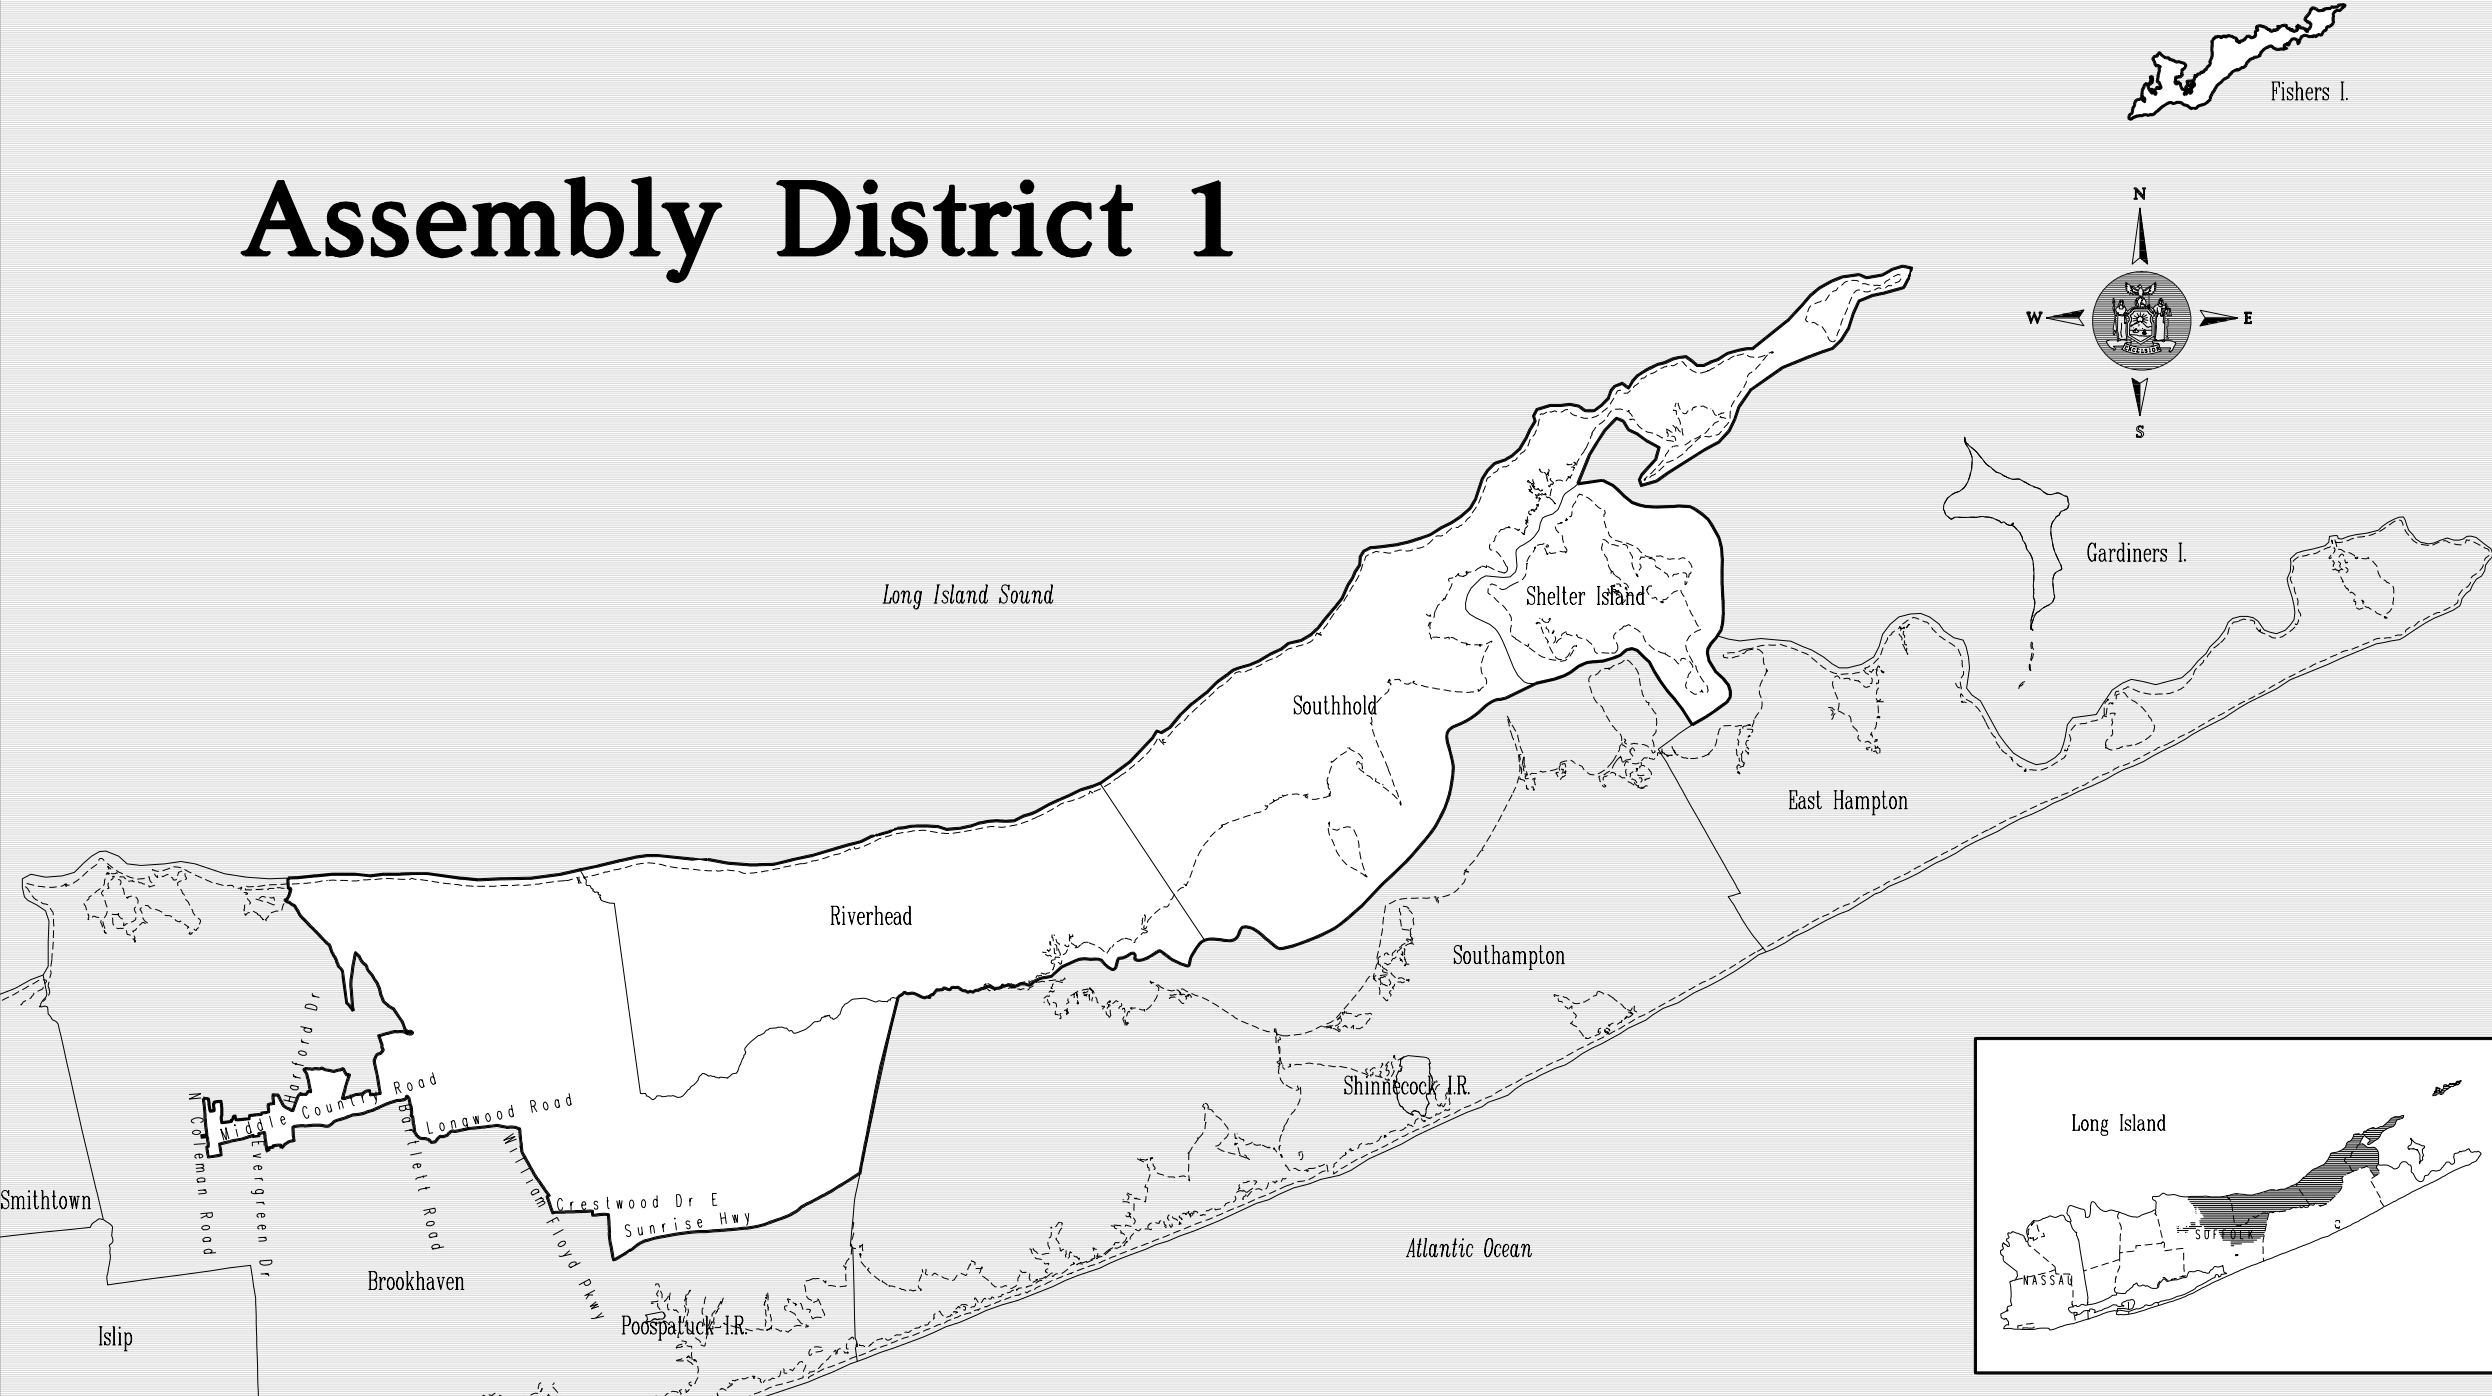 Fishers I.
Assembly District 1
N
W
E
EXCELSIOR
S
Gardiners I.
Long Island Sound
Shelter Island
Southhold
East Hampton
Riverhead
Southampton
Harford Dr
Shinnecock I.R.
Middle Country Road
Longwood Road
N Coleman Road
Evergreen Dr
Bartlett Road
William Floyd Pkwy
Crestwood Dr E
Sunrise Hwy
Smithtown
Brookhaven
Islip
Poospatuck I.R.
Atlantic Ocean
Long Island
SUFFOLK
NASSAU